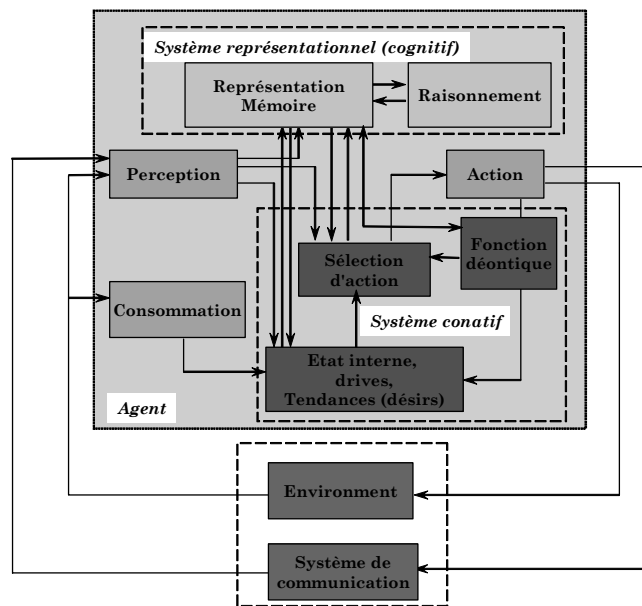 Système représentationnel (cognitif)
Représentation
Mémoire
Raisonnement
Perception
Action
Sélection
d'action
Fonction
déontique
Consommation
Système conatif
Etat interne,
drives,
Tendances (désirs)
Agent
Environment
Système de
communication